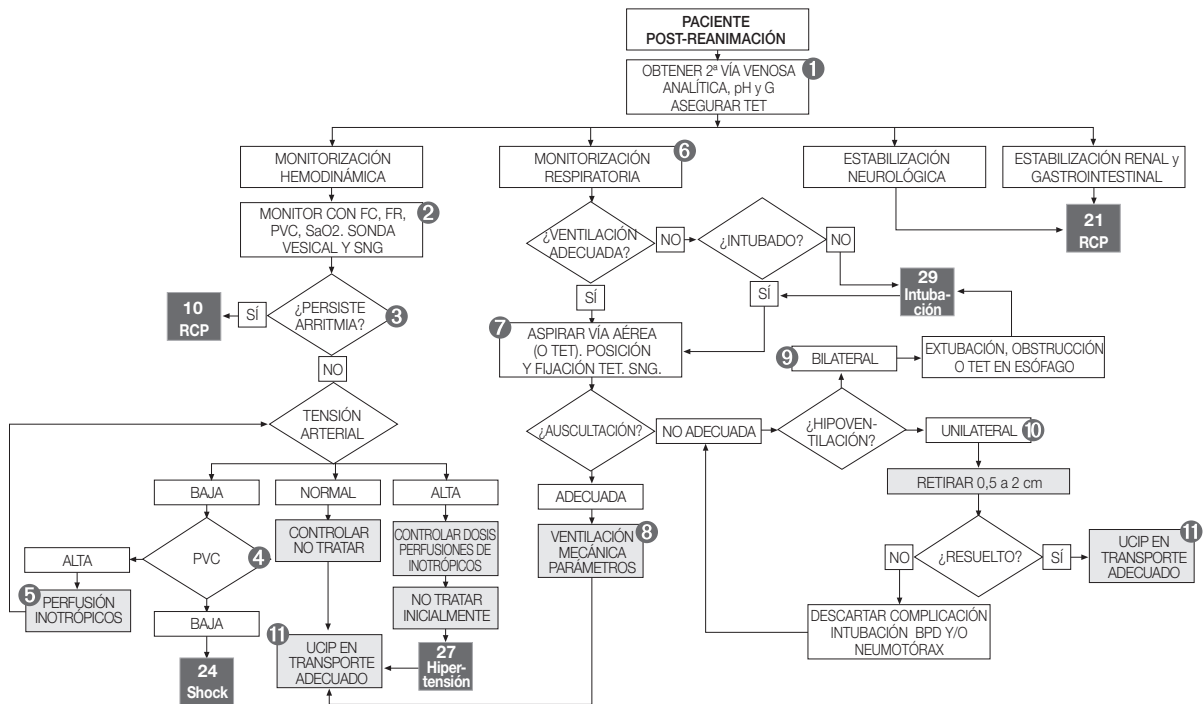 PACIENTE
POST-REANIMACIÓN
1
OBTENER 2ª VÍA VENOSA
ANALÍTICA, pH y G
ASEGURAR TET
MONITORIZACIÓN
HEMODINÁMICA
6
MONITORIZACIÓN
RESPIRATORIA
ESTABILIZACIÓN
NEUROLÓGICA
ESTABILIZACIÓN RENAL y
GASTROINTESTINAL
2
MONITOR CON FC, FR,
PVC, SaO2. SONDA
VESICAL Y SNG
¿VENTILACIÓN
ADECUADA?
NO
¿INTUBADO?
NO
21
RCP
10
RCP
SÍ
¿PERSISTE
ARRITMIA?
3
SÍ
SÍ
29
Intuba-
ción
7
ASPIRAR VÍA AÉREA
(O TET). POSICIÓN
Y FIJACIÓN TET. SNG.
9
BILATERAL
EXTUBACIÓN, OBSTRUCCIÓN
O TET EN ESÓFAGO
NO
TENSIÓN
ARTERIAL
¿AUSCULTACIÓN?
NO ADECUADA
¿HIPOVEN-
TILACIÓN?
UNILATERAL
10
BAJA
NORMAL
ALTA
ADECUADA
RETIRAR 0,5 a 2 cm
ALTA
PVC
4
CONTROLAR
NO TRATAR
CONTROLAR DOSIS
PERFUSIONES DE
INOTRÓPICOS
VENTILACIÓN
MECÁNICA
PARÁMETROS
8
NO
¿RESUELTO?
SÍ
UCIP EN
TRANSPORTE
ADECUADO
11
5
PERFUSIÓN
INOTRÓPICOS
NO TRATAR
INICIALMENTE
BAJA
DESCARTAR COMPLICACIÓN
INTUBACIÓN BPD Y/O
NEUMOTÓRAX
24
Shock
11
UCIP EN
TRANSPORTE
ADECUADO
27
Hiper-
tensión